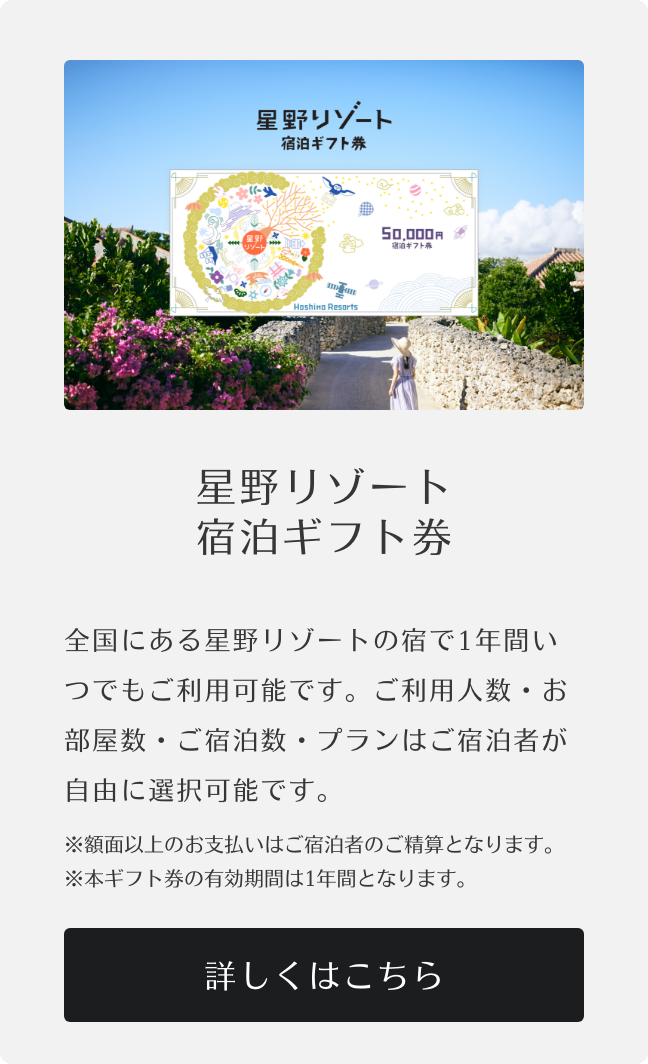 星野リゾート
宿泊ギフト券
星野
リゾート
50,000円
宿泊ギフト券
Hoshino Resorts
星野リゾート
宿泊ギフト券
全国にある星野リゾートの宿で1年間い
つでもご利用可能です。ご利用人数・お
部屋数・ご宿泊数・プランはご宿泊者が
自由に選択可能です。
※額面以上のお支払いはご宿泊者のご精算となります。
※本ギフト券の有効期間は1年間となります。
詳しくはこちら